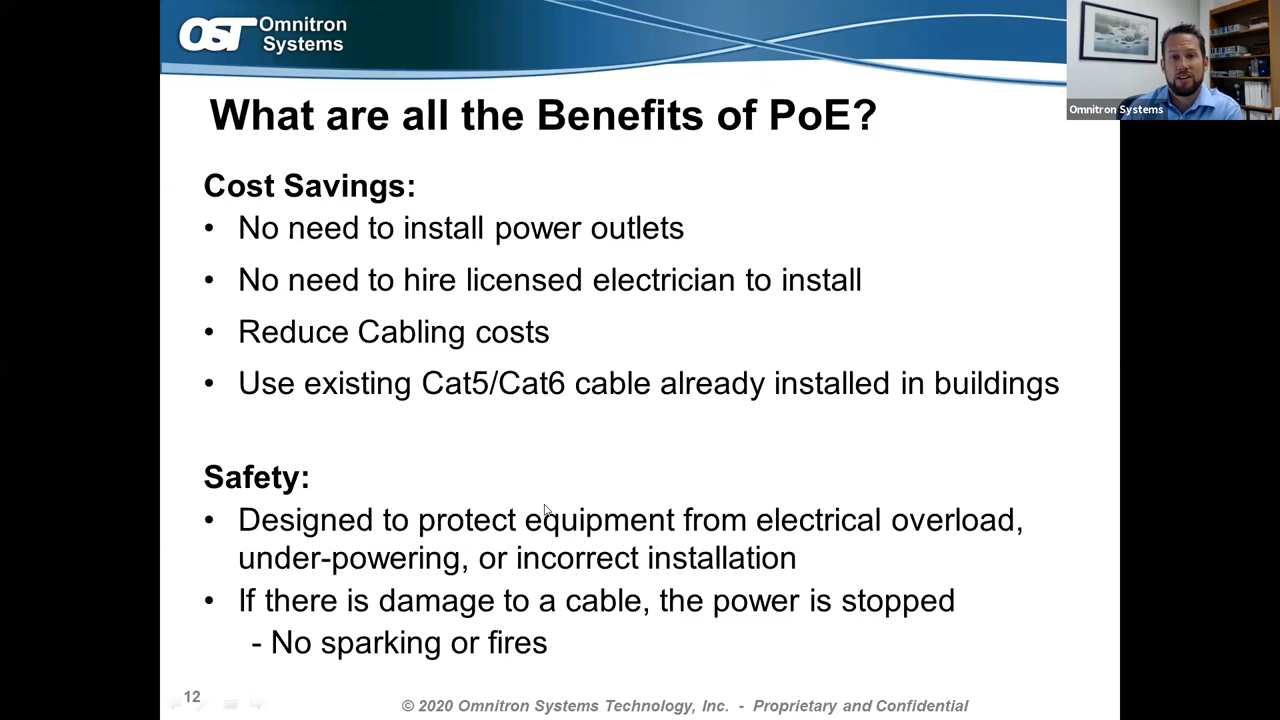 OST Omnitron
Systems
Omnitron Systems
What are all the Benefits of PoE?
Cost Savings:
• No need to install power outlets
• No need to hire licensed electrician to install
• Reduce Cabling costs
• Use existing Cat5/Cat6 cable already installed in buildings
Safety:
• Designed to protect equipment from electrical overload,
under-powering, or incorrect installation
• If there is damage to a cable, the power is stopped
- No sparking or fires
12
© 2020 Omnitron Systems Technology, Inc. - Proprietary and Confidential